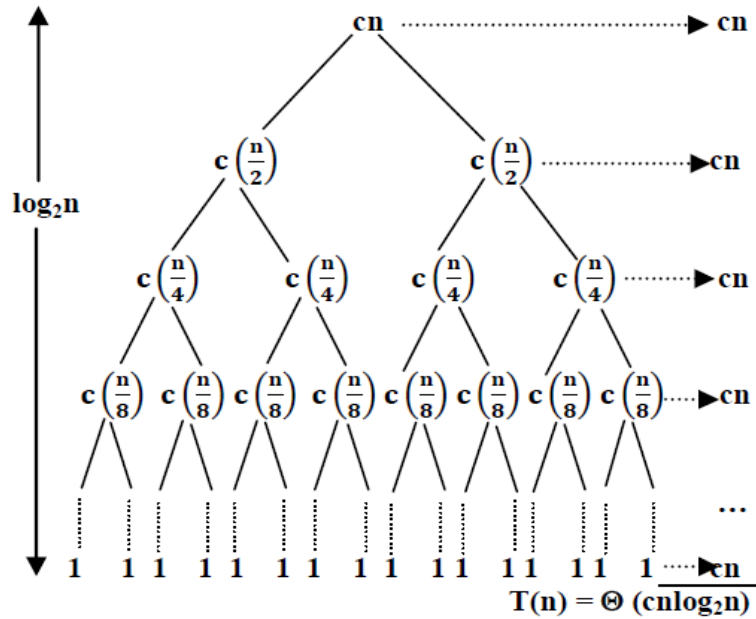 cn cn
c(n/2) c(n/2) cn
log₂n
c(n/4) c(n/4) c(n/4) c(n/4) cn
c(n/8) c(n/8) c(n/8) c(n/8) c(n/8) c(n/8) c(n/8) c(n/8) cn
...
1 1 1 1 1 1 1 1 1 1 1 1 1 1 1 1 cn
T(n) = Θ (cnlog₂n)